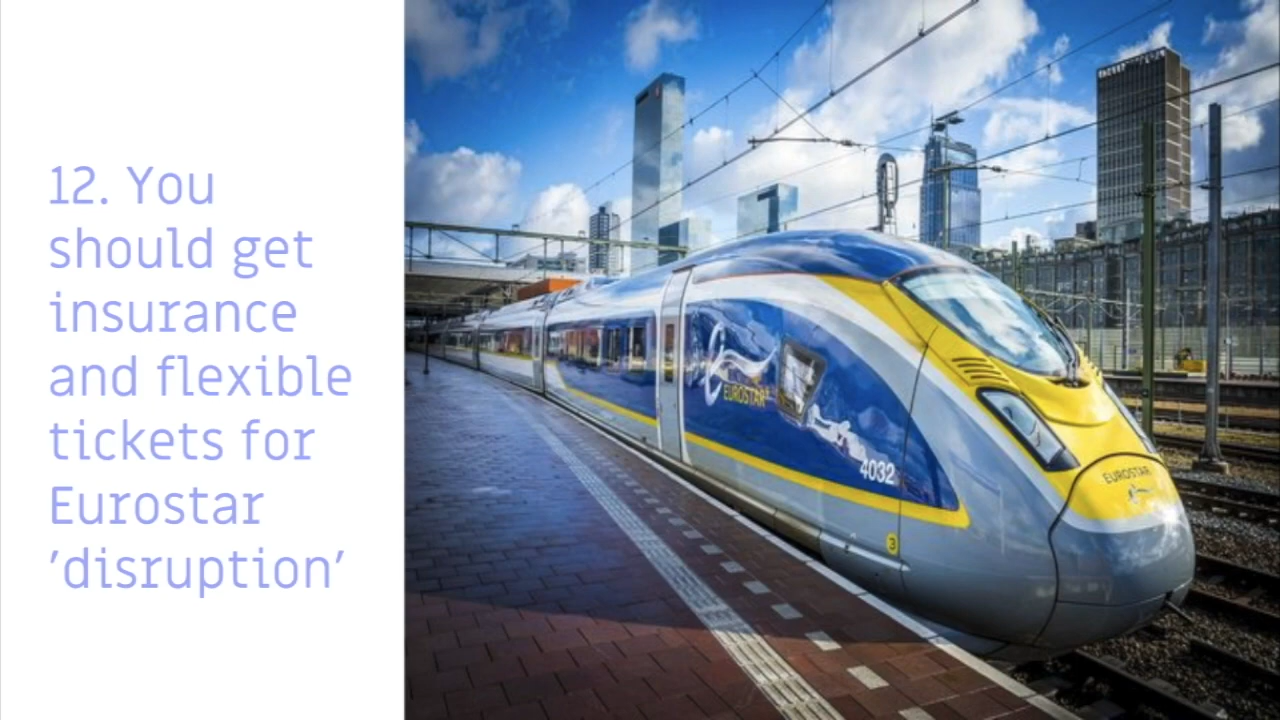 12. You
should get
insurance
and flexible
tickets for
Eurostar
'disruption'
EUROSTAR
4032
3
EUROSTAR